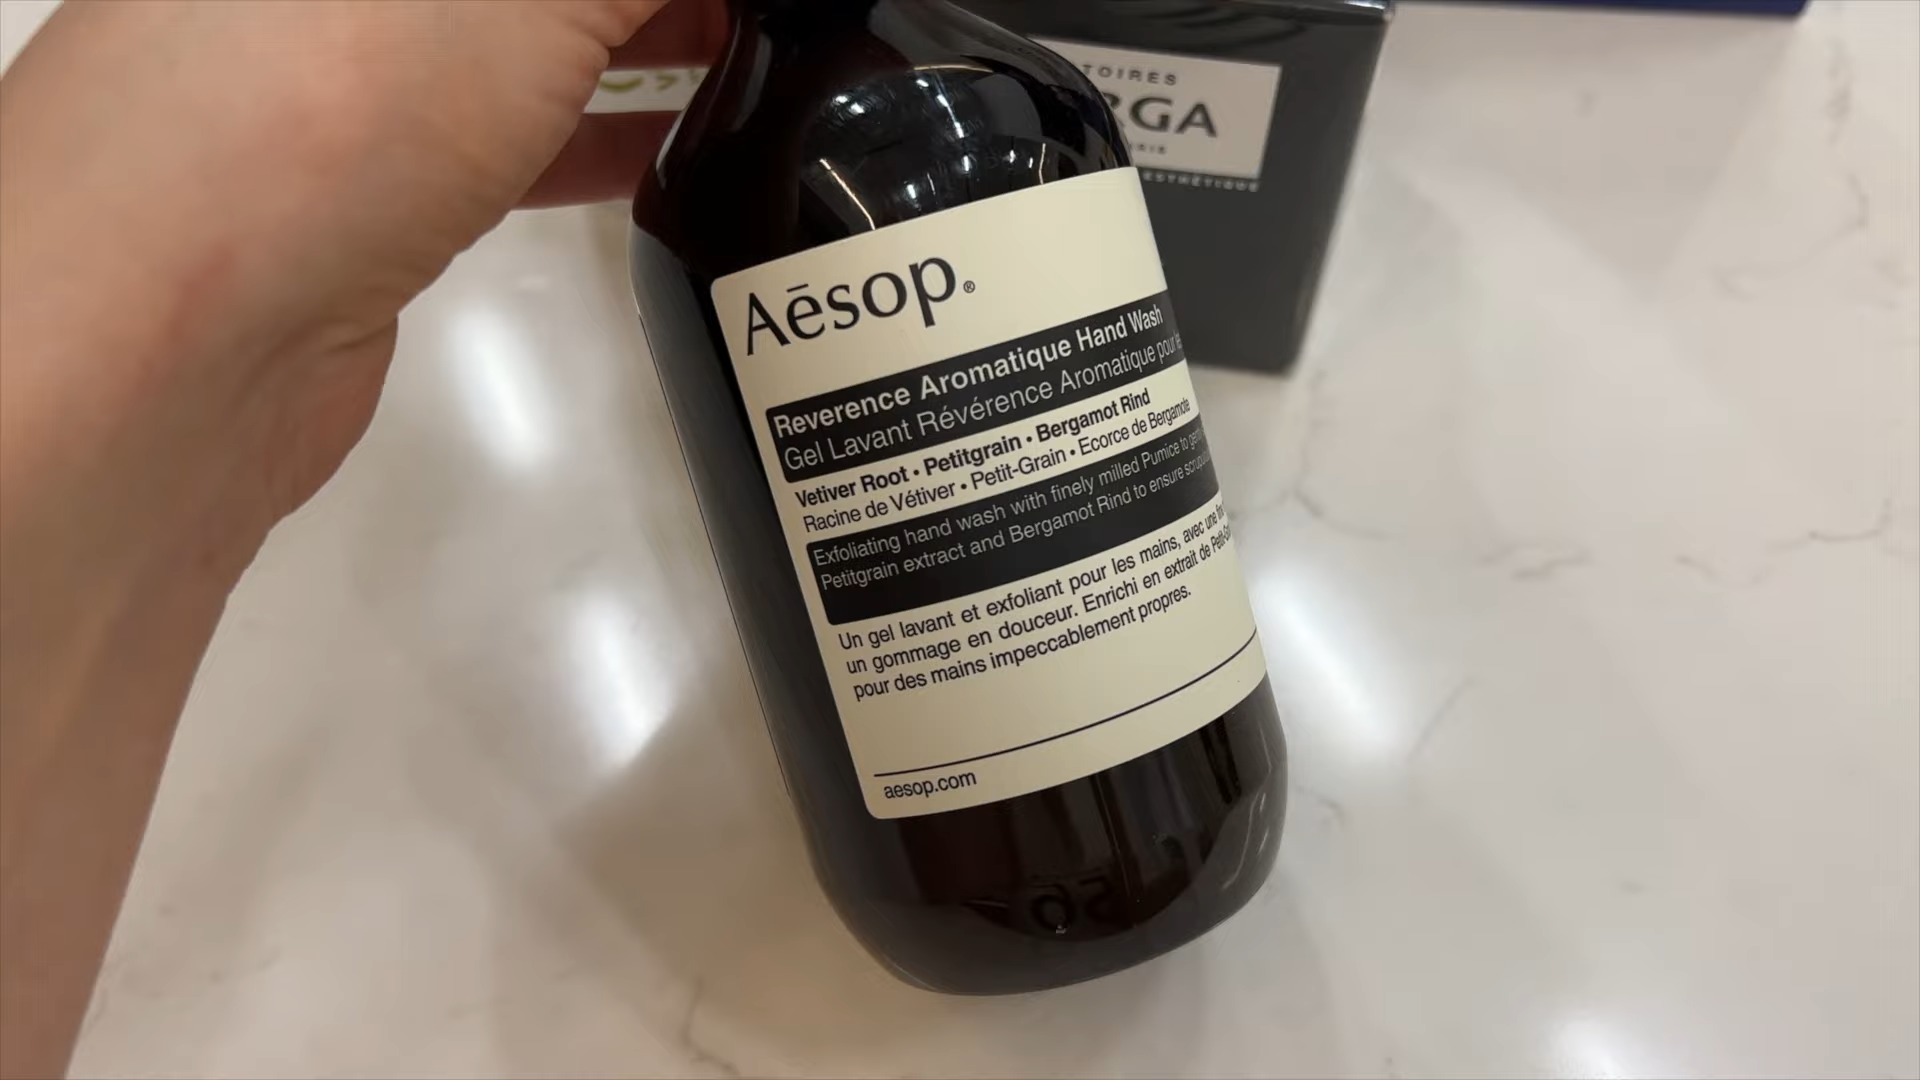 TOIRES
RGA
ESTHÉTIQUE
Aēsop®
Reverence Aromatique Hand Wash
Gel Lavant Révérence Aromatique pour
Vetiver Root • Petitgrain • Bergamot Rind
Racine de Vétiver • Petit-Grain • Ecorce de Bergamote
Exfoliating hand wash with finely milled Pumice to
Petitgrain extract and Bergamot Rind to ensure
Un gel lavant et exfoliant pour les mains, avec une
un gommage en douceur. Enrichi en extrait de
pour des mains impeccablement propres.
aesop.com